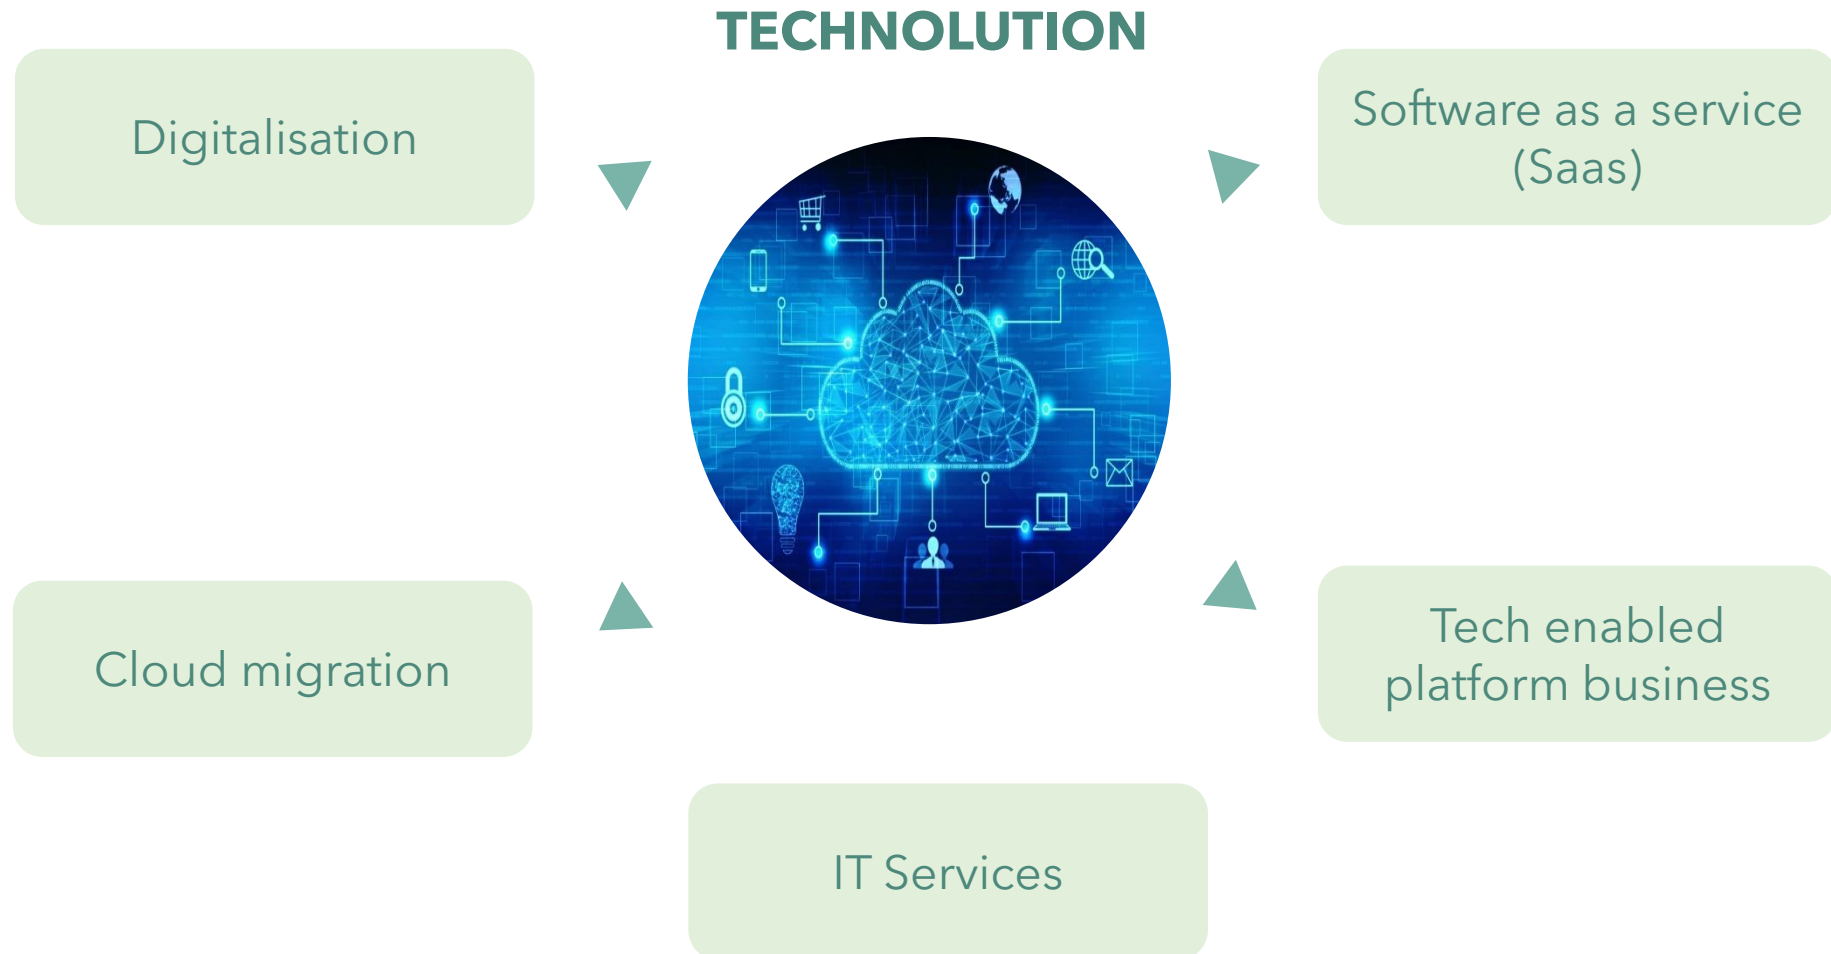 TECHNOLUTION
Digitalisation
Software as a service
(Saas)
Cloud migration
Tech enabled
platform business
IT Services